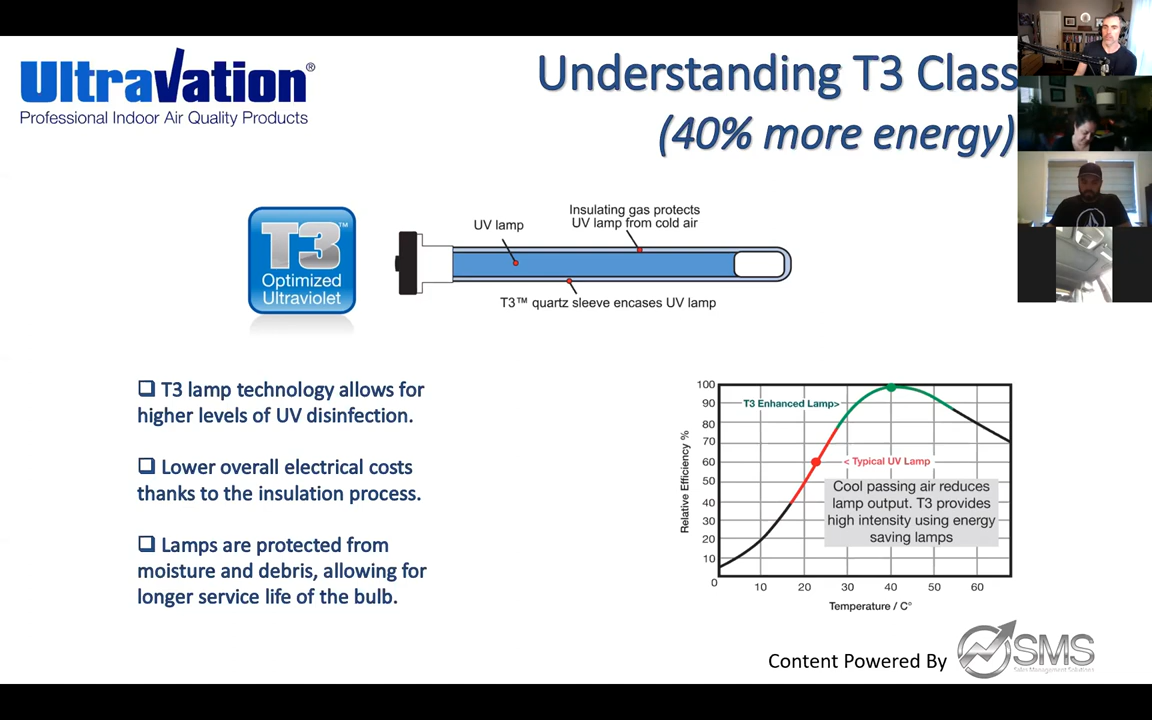 Ultravation®
Professional Indoor Air Quality Products
Understanding T3 Class
(40% more energy)
T3™
Optimized
Ultraviolet
UV lamp
Insulating gas protects
UV lamp from cold air
T3™ quartz sleeve encases UV lamp
T3 lamp technology allows for
higher levels of UV disinfection.
Lower overall electrical costs
thanks to the insulation process.
Lamps are protected from
moisture and debris, allowing for
longer service life of the bulb.
Relative Efficiency %
100
90
80
70
60
50
40
30
20
10
0
T3 Enhanced Lamp>
< Typical UV Lamp
Cool passing air reduces
lamp output. T3 provides
high intensity using energy
saving lamps
10 20 30 40 50 60
Temperature / C°
Content Powered By
SMS
Sales Management Solutions